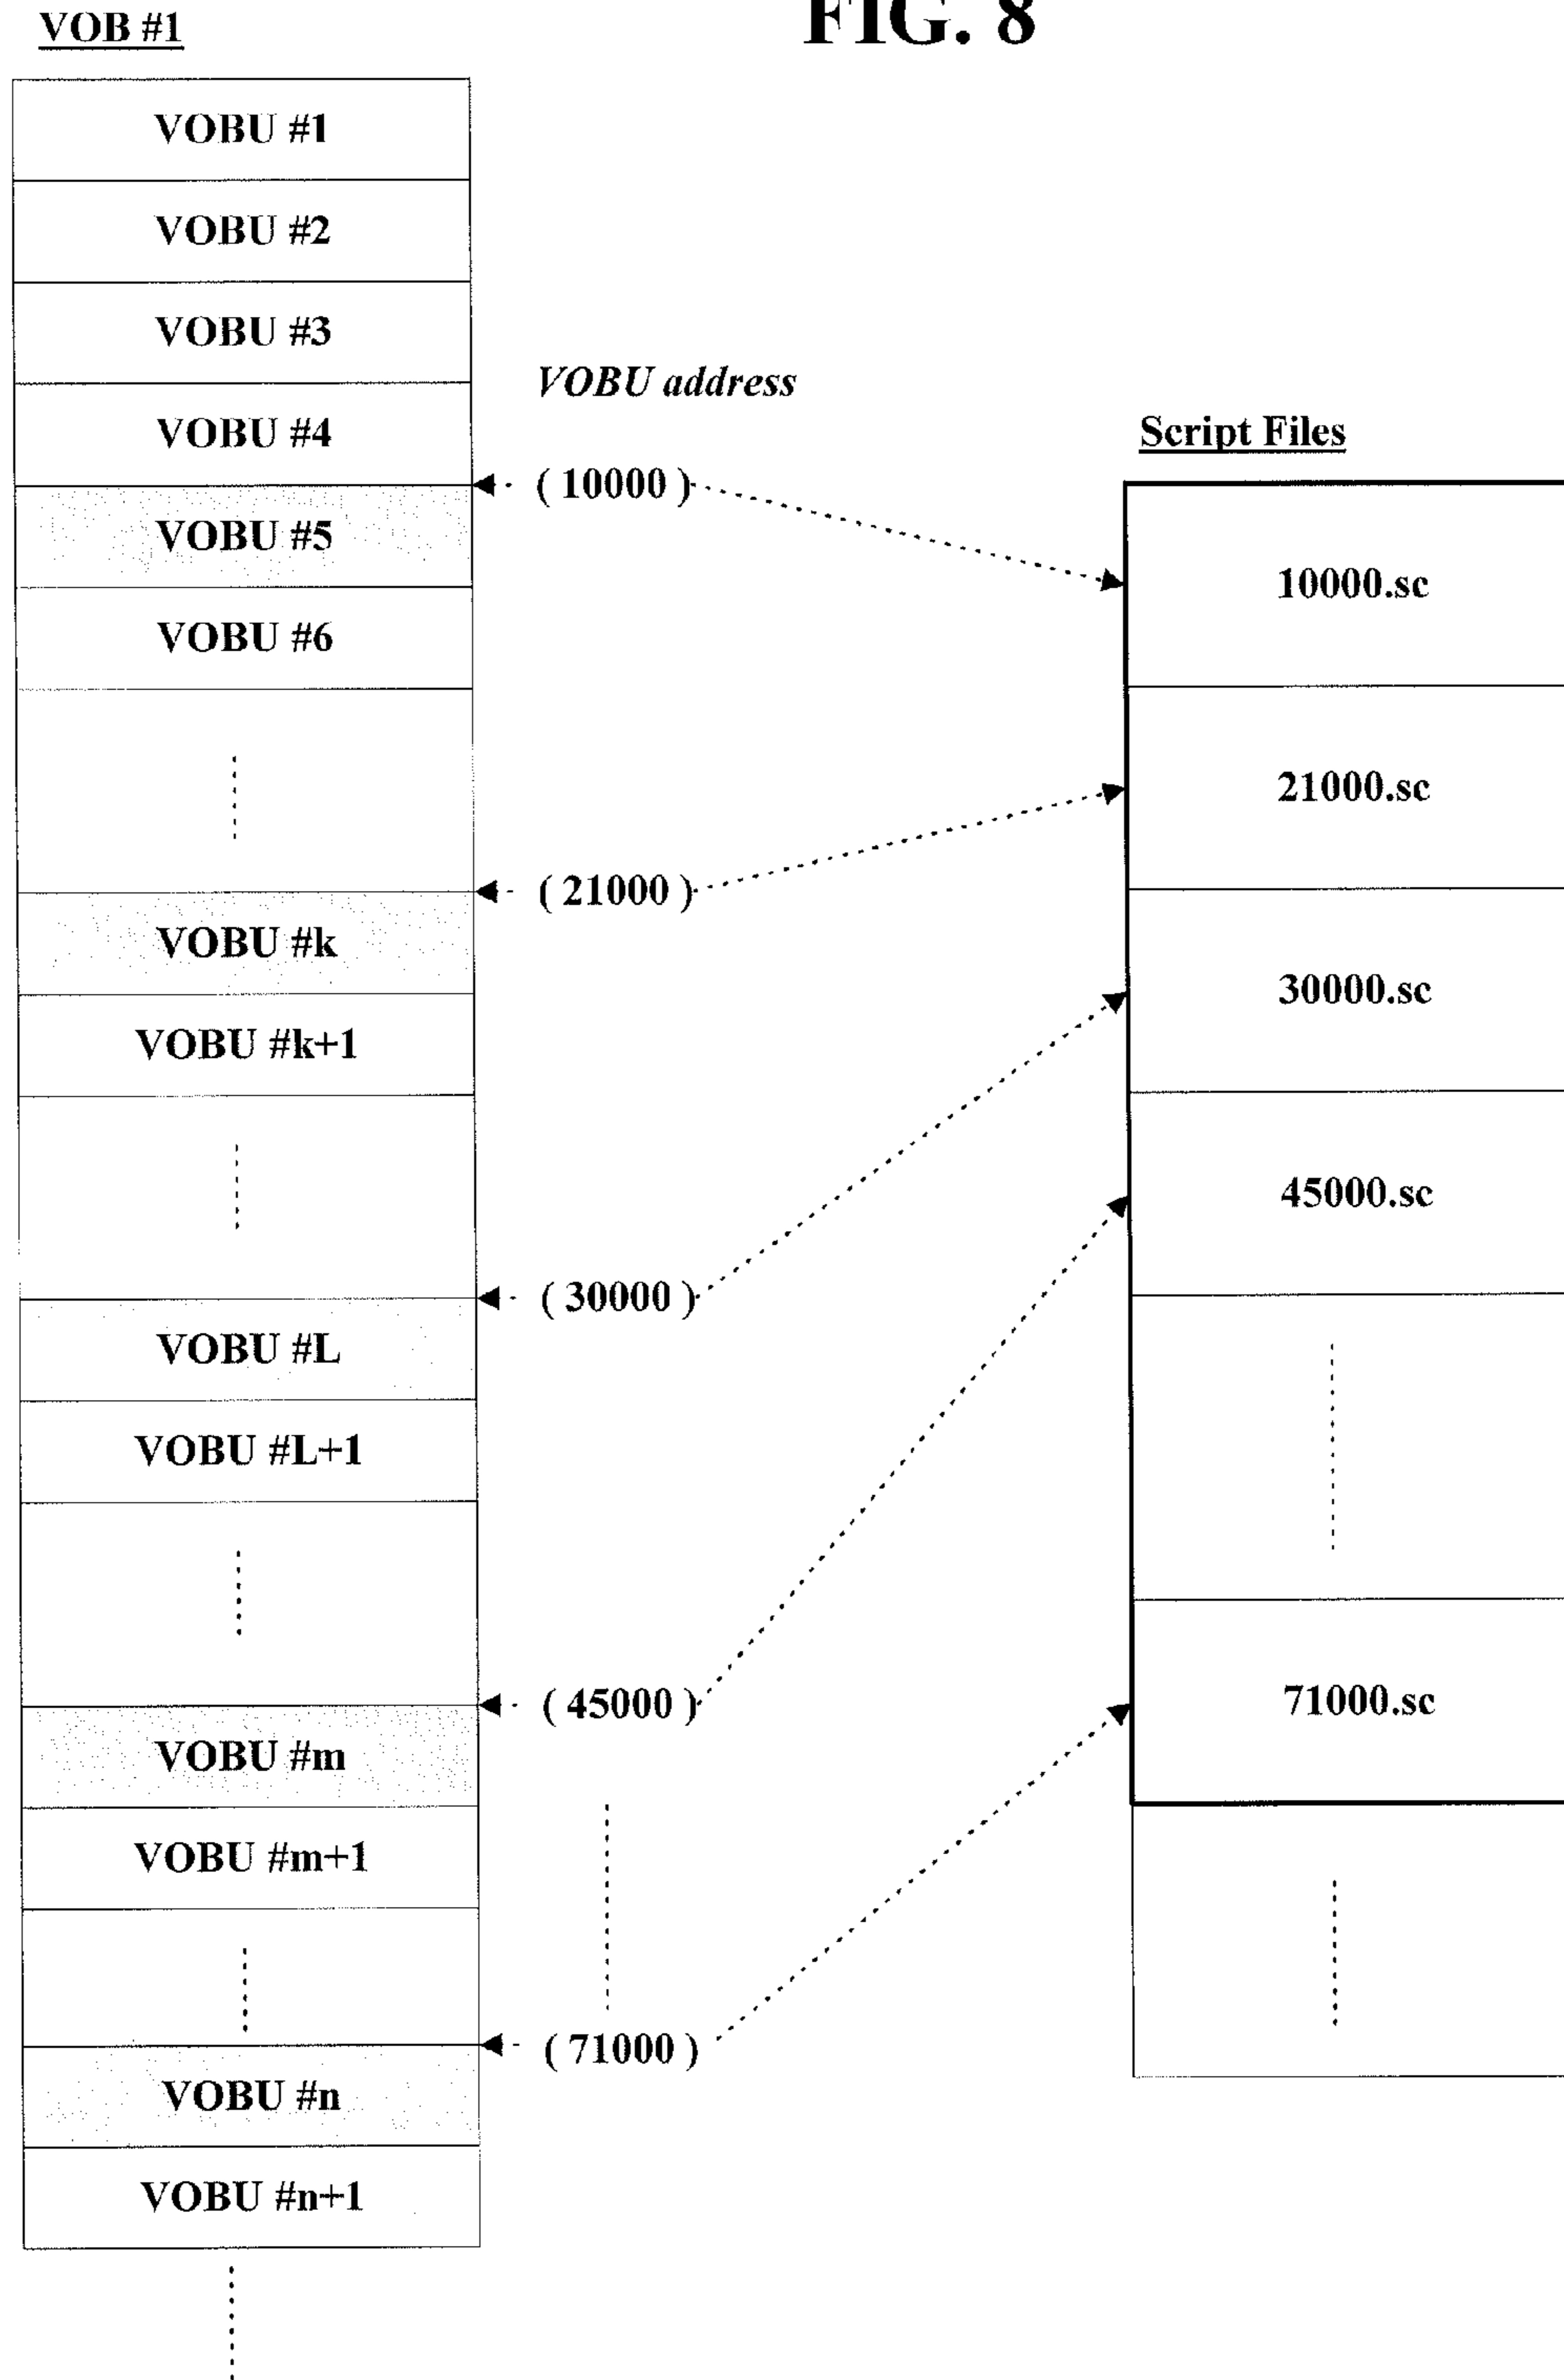 FIG. 8
VOB #1
VOBU #1
VOBU #2
VOBU #3
VOBU #4
VOBU #5
VOBU #6
VOBU #k
VOBU #k+1
VOBU #L
VOBU #L+1
VOBU #m
VOBU #m+1
VOBU #n
VOBU #n+1
VOBU address
( 10000 )
( 21000 )
( 30000 )
( 45000 )
( 71000 )
Script Files
10000.sc
21000.sc
30000.sc
45000.sc
71000.sc